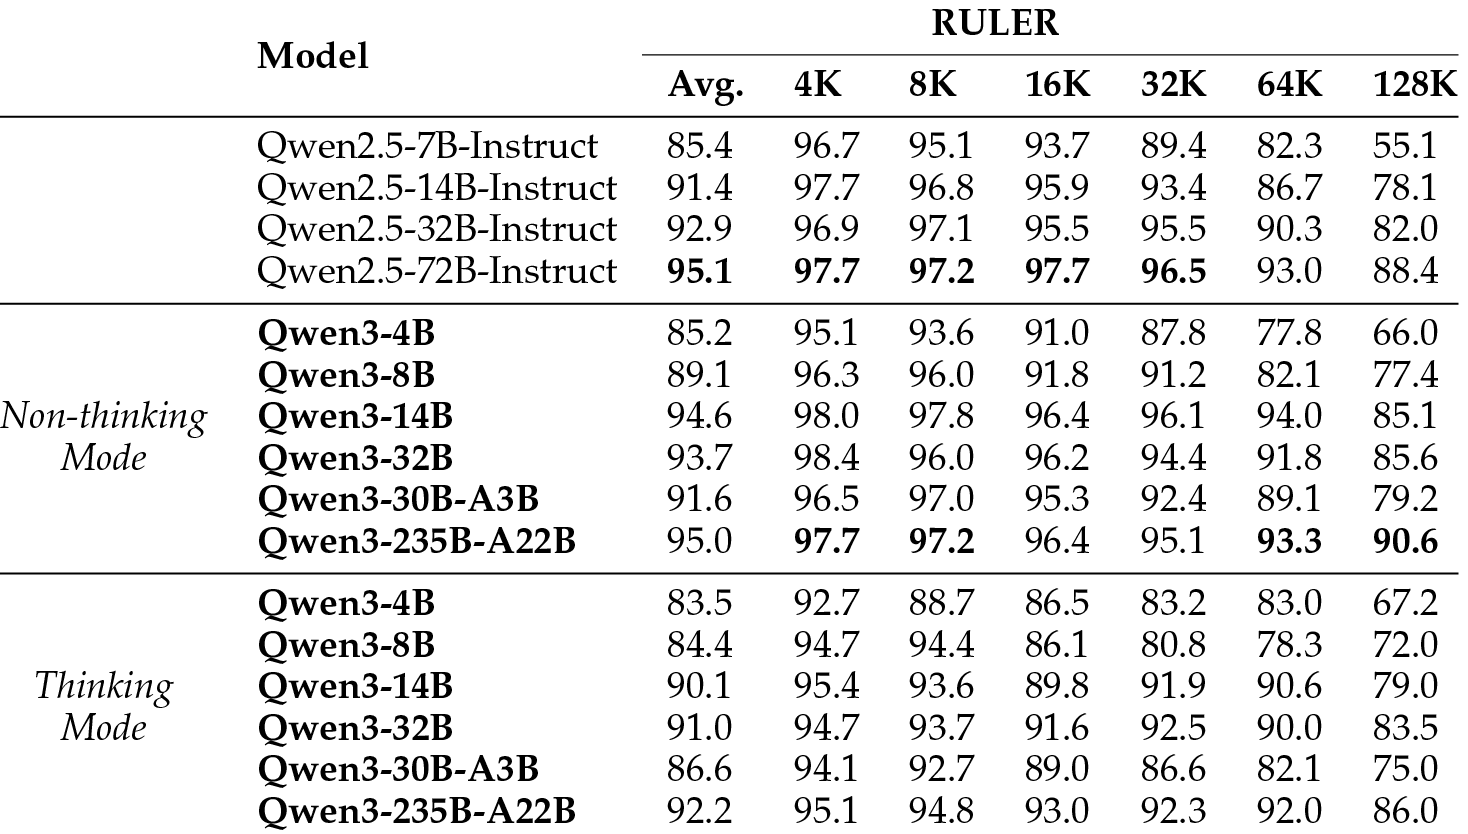 RULER
Model
Avg. 4K 8K 16K 32K 64K 128K
Qwen2.5-7B-Instruct 85.4 96.7 95.1 93.7 89.4 82.3 55.1
Qwen2.5-14B-Instruct 91.4 97.7 96.8 95.9 93.4 86.7 78.1
Qwen2.5-32B-Instruct 92.9 96.9 97.1 95.5 95.5 90.3 82.0
Qwen2.5-72B-Instruct 95.1 97.7 97.2 97.7 96.5 93.0 88.4
Qwen3-4B 85.2 95.1 93.6 91.0 87.8 77.8 66.0
Qwen3-8B 89.1 96.3 96.0 91.8 91.2 82.1 77.4
Non-thinking Qwen3-14B 94.6 98.0 97.8 96.4 96.1 94.0 85.1
Mode Qwen3-32B 93.7 98.4 96.0 96.2 94.4 91.8 85.6
Qwen3-30B-A3B 91.6 96.5 97.0 95.3 92.4 89.1 79.2
Qwen3-235B-A22B 95.0 97.7 97.2 96.4 95.1 93.3 90.6
Qwen3-4B 83.5 92.7 88.7 86.5 83.2 83.0 67.2
Qwen3-8B 84.4 94.7 94.4 86.1 80.8 78.3 72.0
Thinking Qwen3-14B 90.1 95.4 93.6 89.8 91.9 90.6 79.0
Mode Qwen3-32B 91.0 94.7 93.7 91.6 92.5 90.0 83.5
Qwen3-30B-A3B 86.6 94.1 92.7 89.0 86.6 82.1 75.0
Qwen3-235B-A22B 92.2 95.1 94.8 93.0 92.3 92.0 86.0